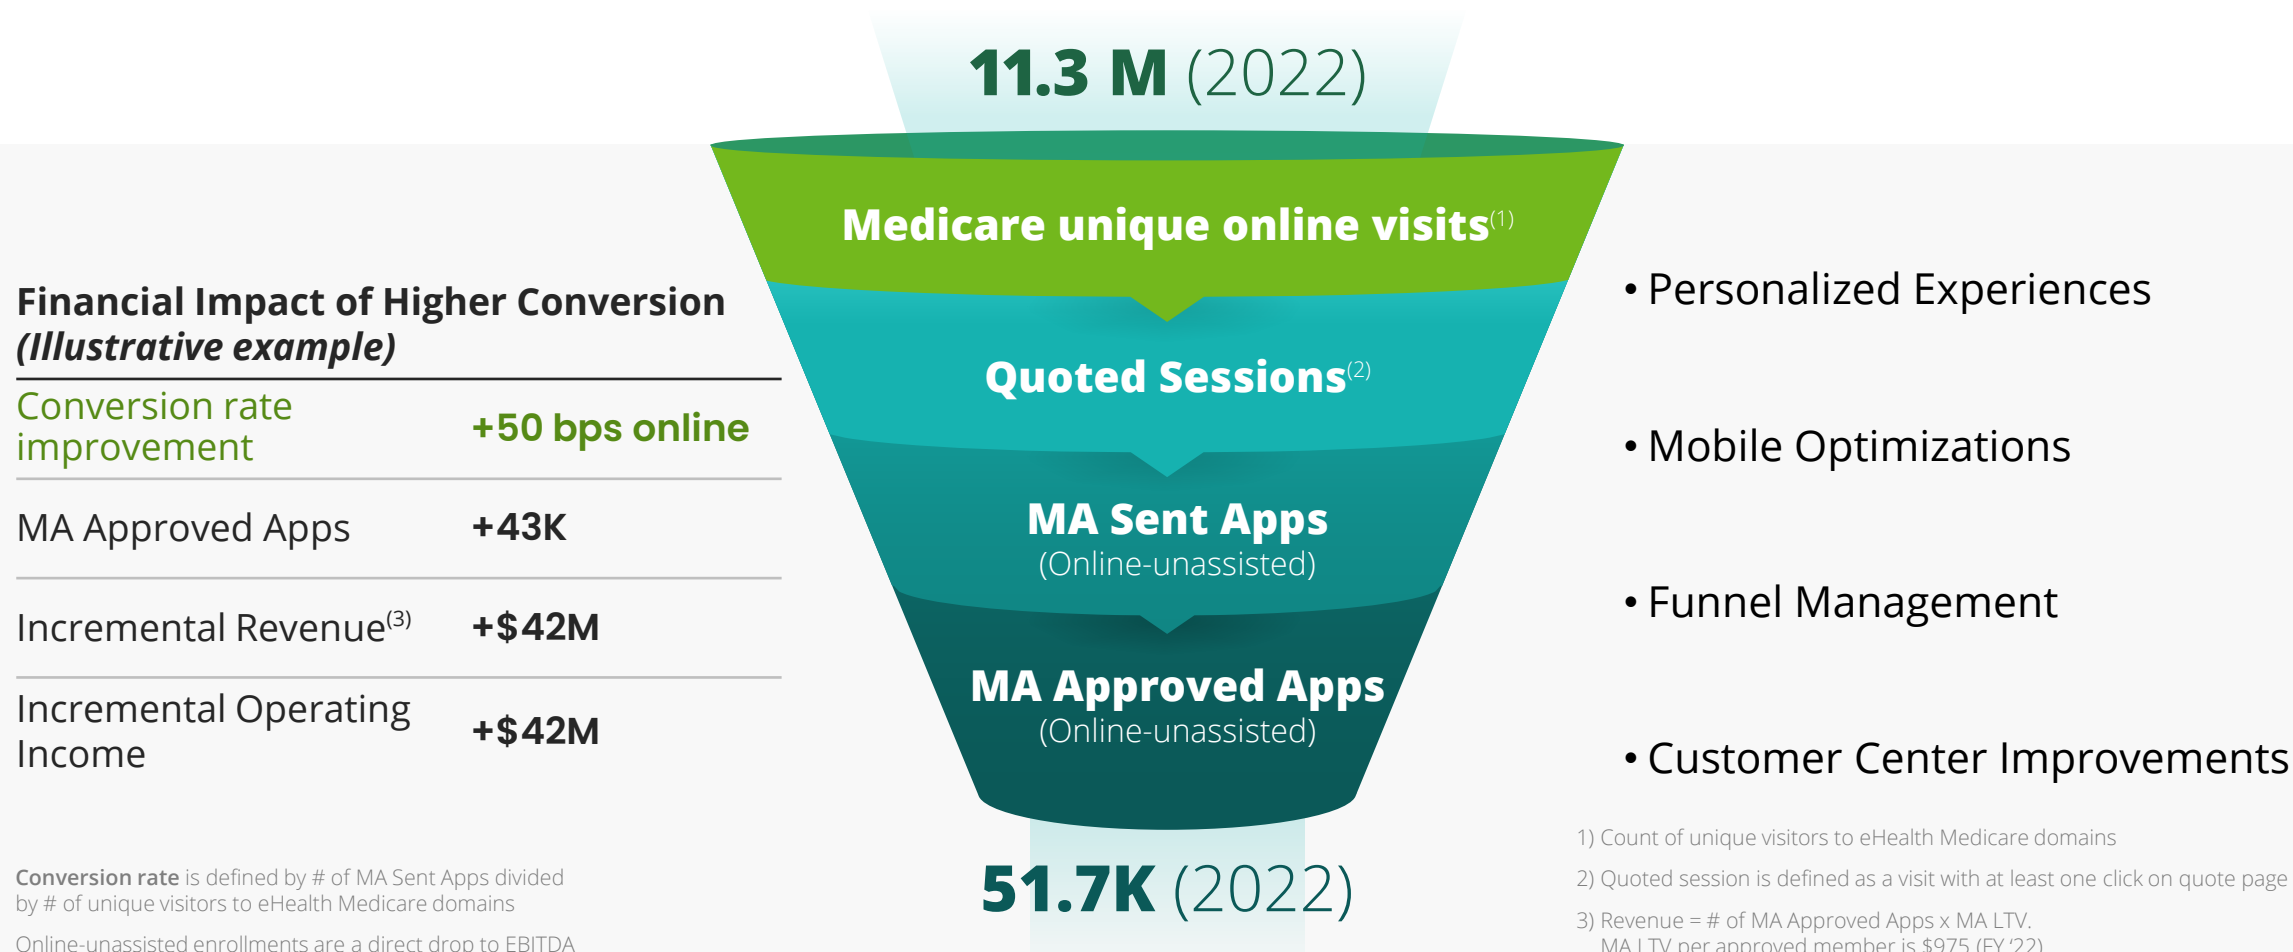 11.3 M (2022)
Medicare unique online visits(1)
Quoted Sessions(2)
MA Sent Apps
(Online-unassisted)
MA Approved Apps
(Online-unassisted)
51.7K (2022)
Financial Impact of Higher Conversion
(Illustrative example)
Conversion rate
improvement
+50 bps online
MA Approved Apps +43K
Incremental Revenue(3) +$42M
Incremental Operating
Income
+$42M
Conversion rate is defined by # of MA Sent Apps divided
by # of unique visitors to eHealth Medicare domains
Online-unassisted enrollments are a direct drop to EBITDA
• Personalized Experiences
• Mobile Optimizations
• Funnel Management
• Customer Center Improvements
1) Count of unique visitors to eHealth Medicare domains
2) Quoted session is defined as a visit with at least one click on quote page
3) Revenue = # of MA Approved Apps x MA LTV.
MA LTV per approved member is $975 (FY '22)